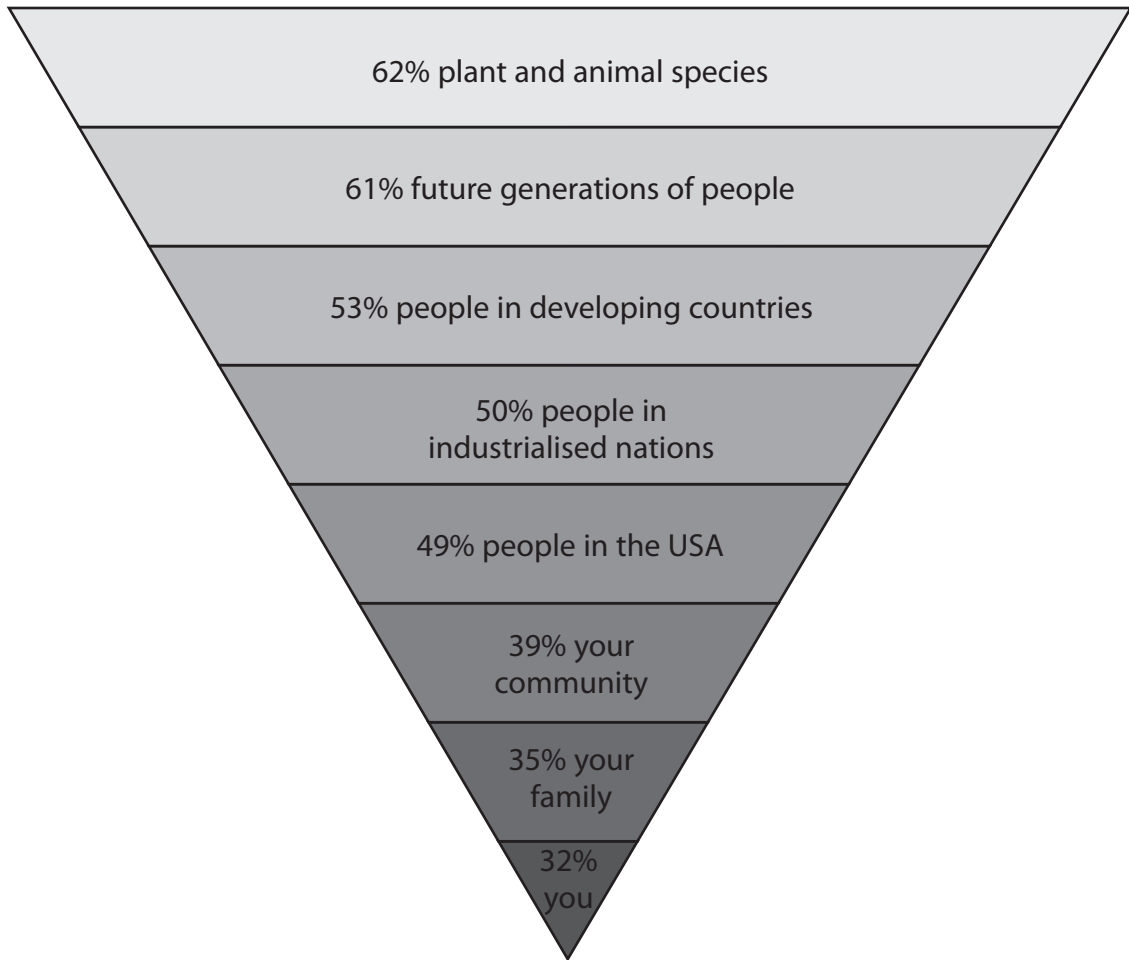 62% plant and animal species
61% future generations of people
53% people in developing countries
50% people in
industrialised nations
49% people in the USA
39% your
community
35% your
family
32%
you